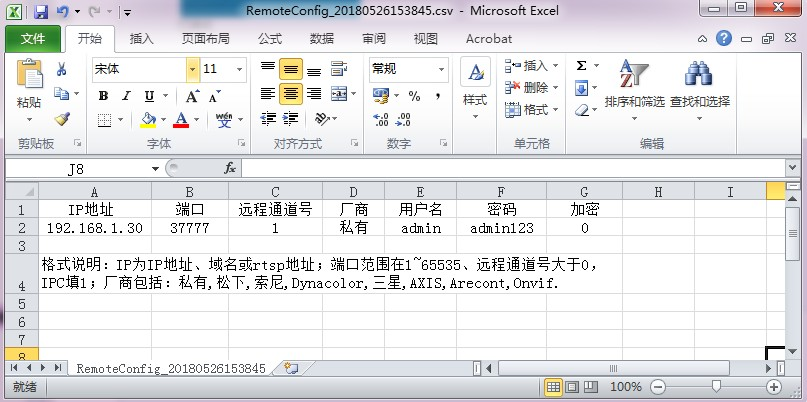 RemoteConfig_20180526153845.csv - Microsoft Excel
文件 开始 插入 页面布局 公式 数据 审阅 视图 Acrobat
宋体 11 常规 插入 Σ
粘贴 B I U A A % , 样式 删除 排序和筛选 查找和选择
A wén 文 .00 .00 格式
剪贴板 字体 对齐方式 数字 单元格 编辑
J8 fx
A B C D E F G H I
1 IP地址 端口 远程通道号 厂商 用户名 密码 加密
2 192.168.1.30 37777 1 私有 admin admin123 0
3
格式说明：IP为IP地址、域名或rtsp地址；端口范围在1~65535、远程通道号大于0，
4 IPC填1；厂商包括：私有,松下,索尼,Dynacolor,三星,AXIS,Arecont,Onvif.
5
6
7
8
RemoteConfig_20180526153845
就绪 100%